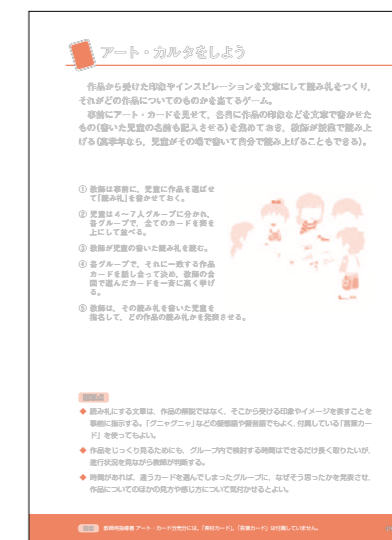 アート・カルタをしよう
作品から受けた印象やインスピレーションを文章にして読み札をつくり、
それがどの作品についてのものかを当てるゲーム。
事前にアート・カードを見せて、各自に作品の印象などを文章で書かせた
もの(書いた児童の名前も記入させる)を集めておき、教師が授業で読み上
げる(高学年なら、児童がその場で書いて自分で読み上げることもできる)。
① 教師は事前に、児童に作品を選ばせ
て「読み札」を書かせておく。
② 児童は4〜7人グループに分かれ、
各グループで、全てのカードを表を
上にして並べる。
③ 教師が児童の書いた読み札を読む。
④ 各グループで、それに一致する作品
カードを話し合って決め、教師の合
図で選んだカードを一斉に高く挙げ
る。
⑤ 教師は、その読み札を書いた児童を
指名して、どの作品の読み札かを発表させる。
留意点
◆ 読み札にする文章は、作品の解説ではなく、そこから受ける印象やイメージを表すことを
事前に指示する。「グニャグニャ」などの擬態語や擬音語でもよく、付属している「言葉カー
ド」を使ってもよい。
◆ 作品をじっくり見るためにも、グループ内で検討する時間はできるだけ長く取りたいが、
進行状況を見ながら教師が判断する。
◆ 時間があれば、違うカードを選んでしまったグループに、なぜそう思ったかを発表させ、
作品についてのほかの見方や感じ方について気付かせるとよい。
教師用指導書 アート・カード分売分には、「素材カード」、「言葉カード」は付属していません。